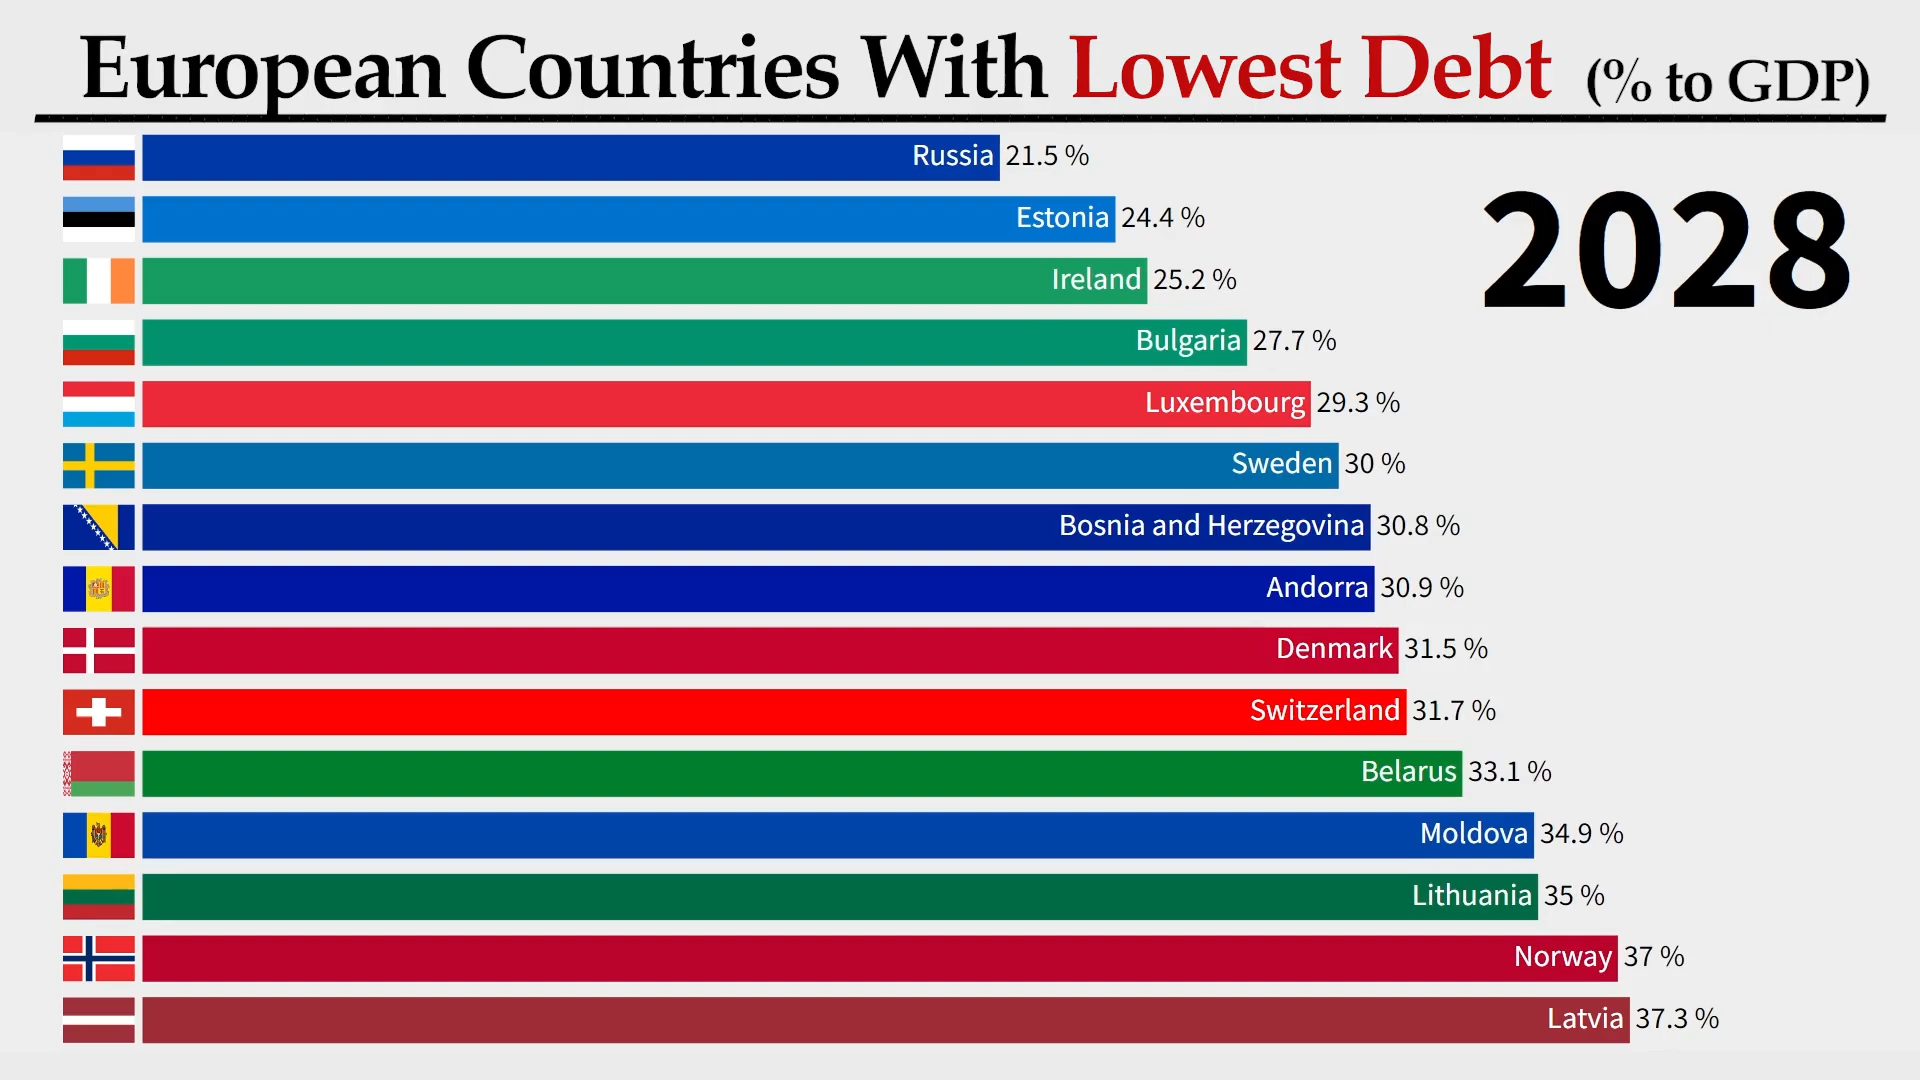 European Countries With Lowest Debt (% to GDP)
Russia 21.5 %
2028
Estonia 24.4 %
Ireland 25.2 %
Bulgaria 27.7 %
Luxembourg 29.3 %
Sweden 30 %
Bosnia and Herzegovina 30.8 %
Andorra 30.9 %
Denmark 31.5 %
Switzerland 31.7 %
Belarus 33.1 %
Moldova 34.9 %
Lithuania 35 %
Norway 37 %
Latvia 37.3 %